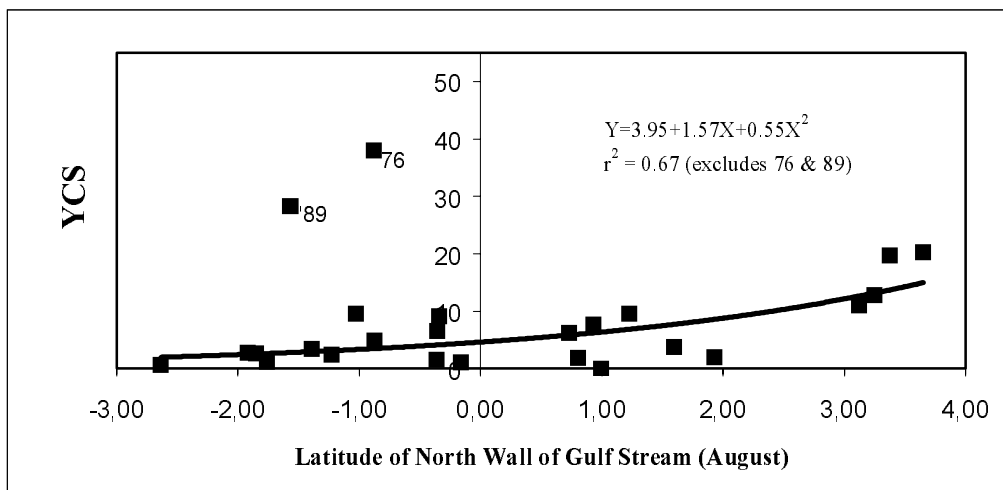 50
40
30
20
10
0
YCS
76
'89
Y=3.95+1.57X+0.55X²
r² = 0.67 (excludes 76 & 89)
-3,00 -2,00 -1,00 0,00 1,00 2,00 3,00 4,00
Latitude of North Wall of Gulf Stream (August)